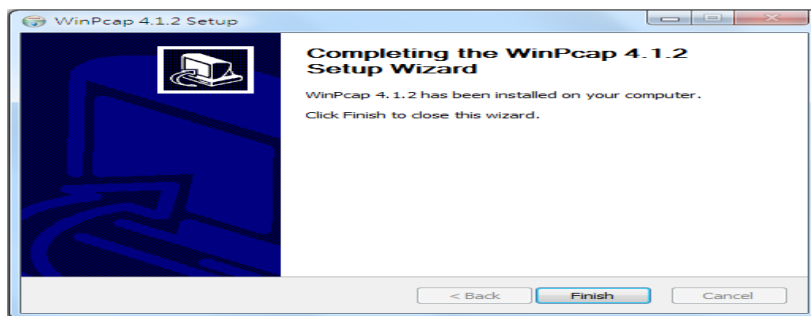 WinPcap 4.1.2 Setup
Completing the WinPcap 4.1.2
Setup Wizard
WinPcap 4.1.2 has been installed on your computer.
Click Finish to close this wizard.
< Back
Finish
Cancel